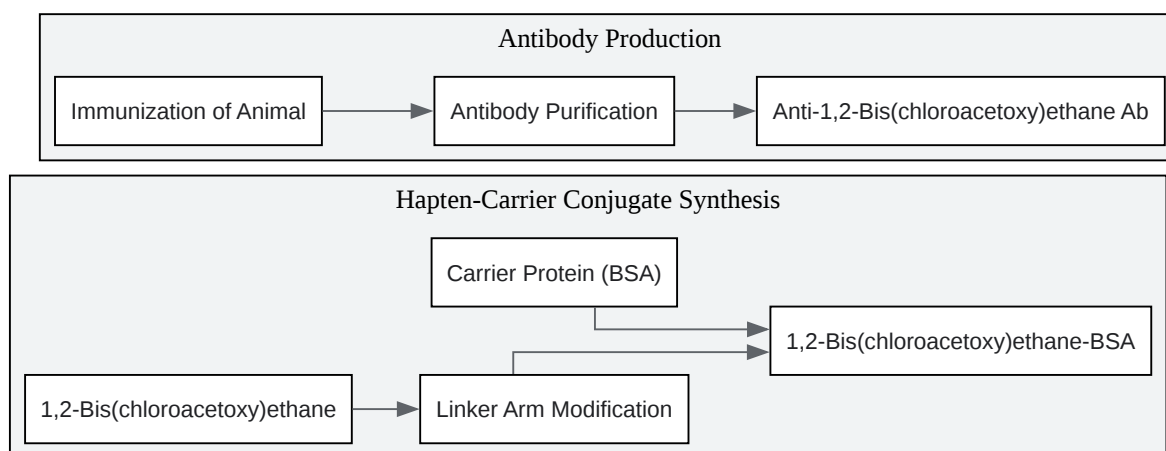 Antibody Production
Immunization of Animal
Antibody Purification
Anti-1,2-Bis(chloroacetoxy)ethane Ab
Hapten-Carrier Conjugate Synthesis
Carrier Protein (BSA)
1,2-Bis(chloroacetoxy)ethane-BSA
1,2-Bis(chloroacetoxy)ethane
Linker Arm Modification